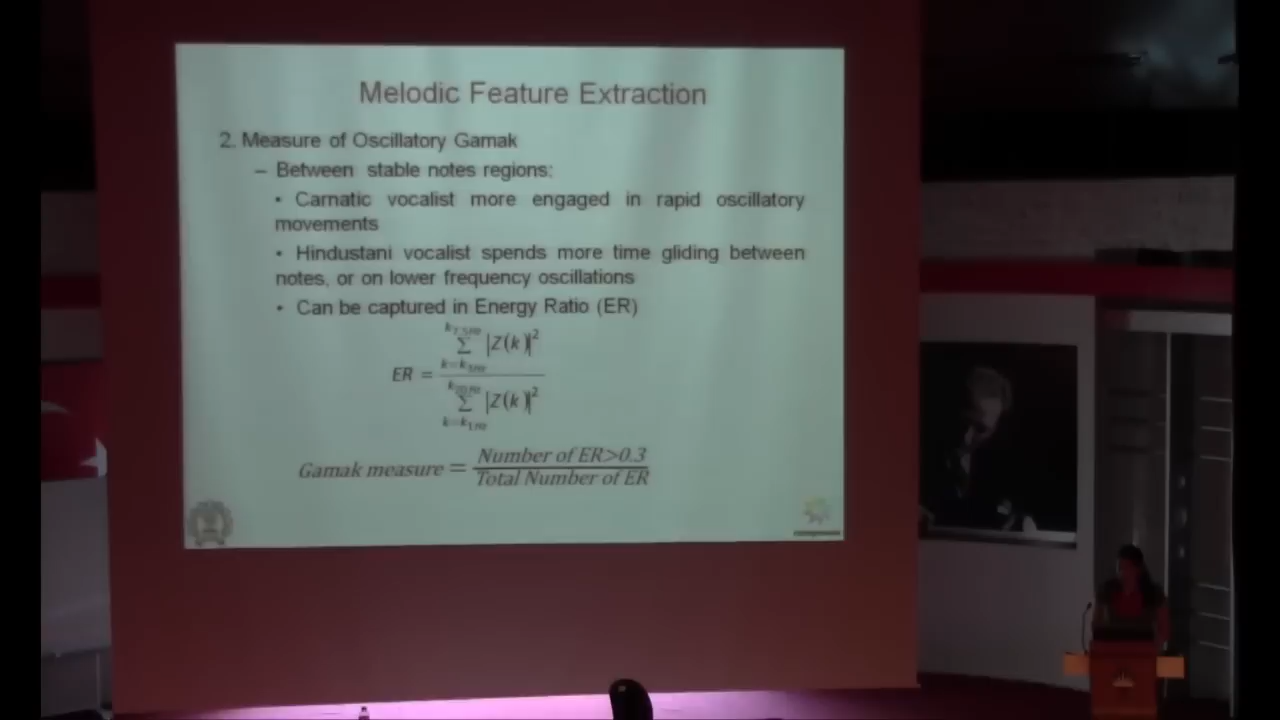 Melodic Feature Extraction
2. Measure of Oscillatory Gamak
– Between stable notes regions:
• Carnatic vocalist more engaged in rapid oscillatory
movements
• Hindustani vocalist spends more time gliding between
notes, or on lower frequency oscillations
• Can be captured in Energy Ratio (ER)
∑ |Z(k)|²
ER =
∑ |Z(k)|²
Number of ER>0.3
Gamak measure =
Total Number of ER